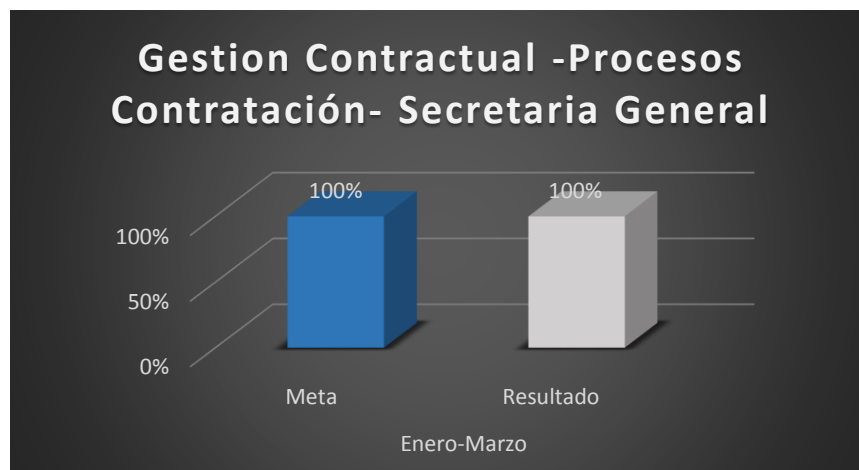 Gestion Contractual -Procesos
Contratación- Secretaria General
100% 100%
100%
50%
0%
Meta Resultado
Enero-Marzo